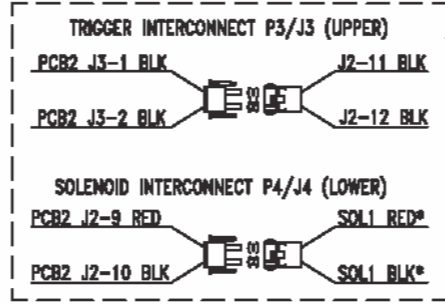 TRIGGER INTERCONNECT P3/J3 (UPPER)
PCB2 J3-1 BLK
J2-11 BLK
PCB2 J3-2 BLK
J2-12 BLK
SOLENOID INTERCONNECT P4/J4 (LOWER)
PCB2 J2-9 RED
SOL1 RED*
PCB2 J2-10 BLK
SOL1 BLK*